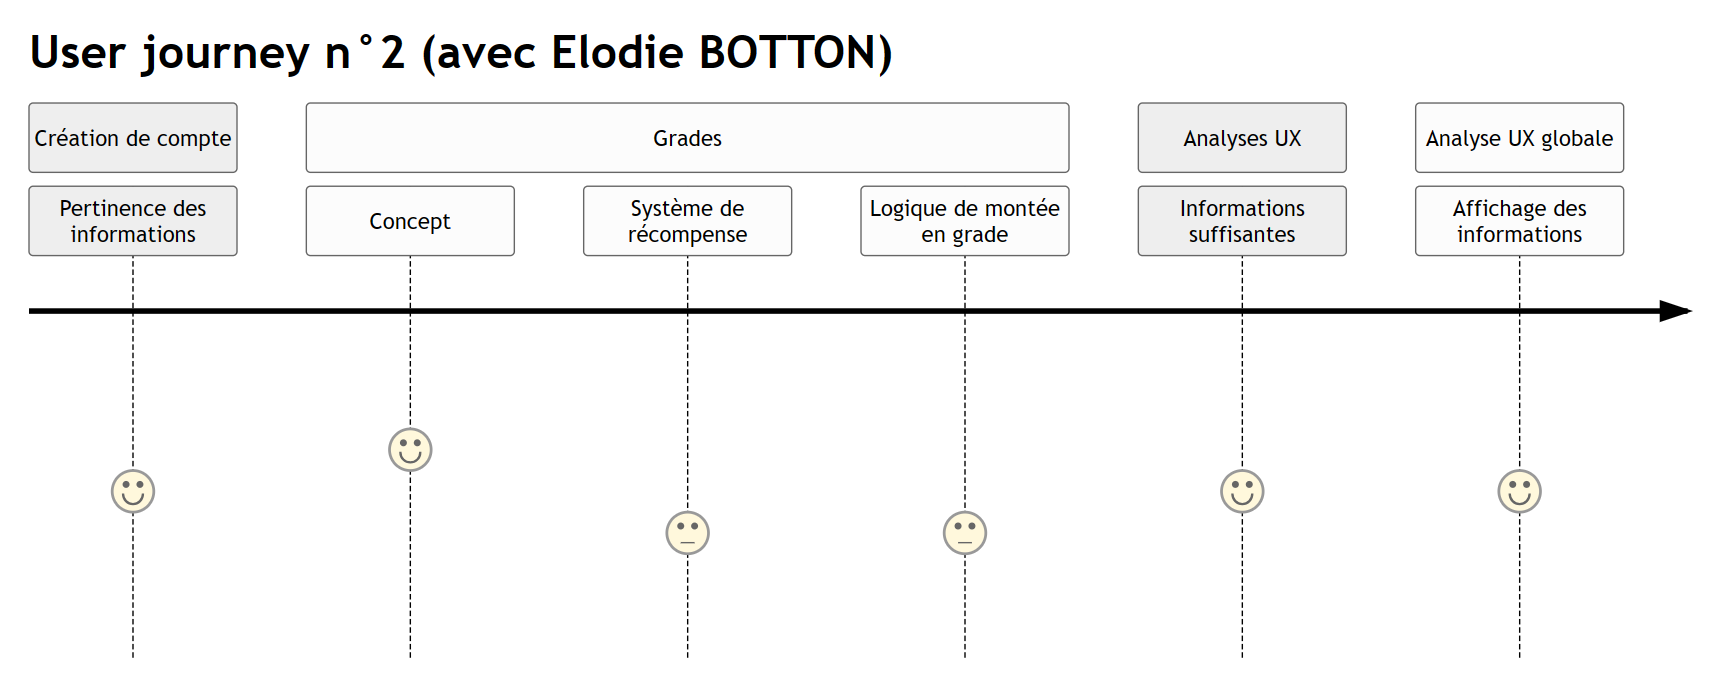 User journey n°2 (avec Elodie BOTTON)
Création de compte
Grades
Analyses UX
Analyse UX globale
Pertinence des
informations
Concept
Système de
récompense
Logique de montée
en grade
Informations
suffisantes
Affichage des
informations